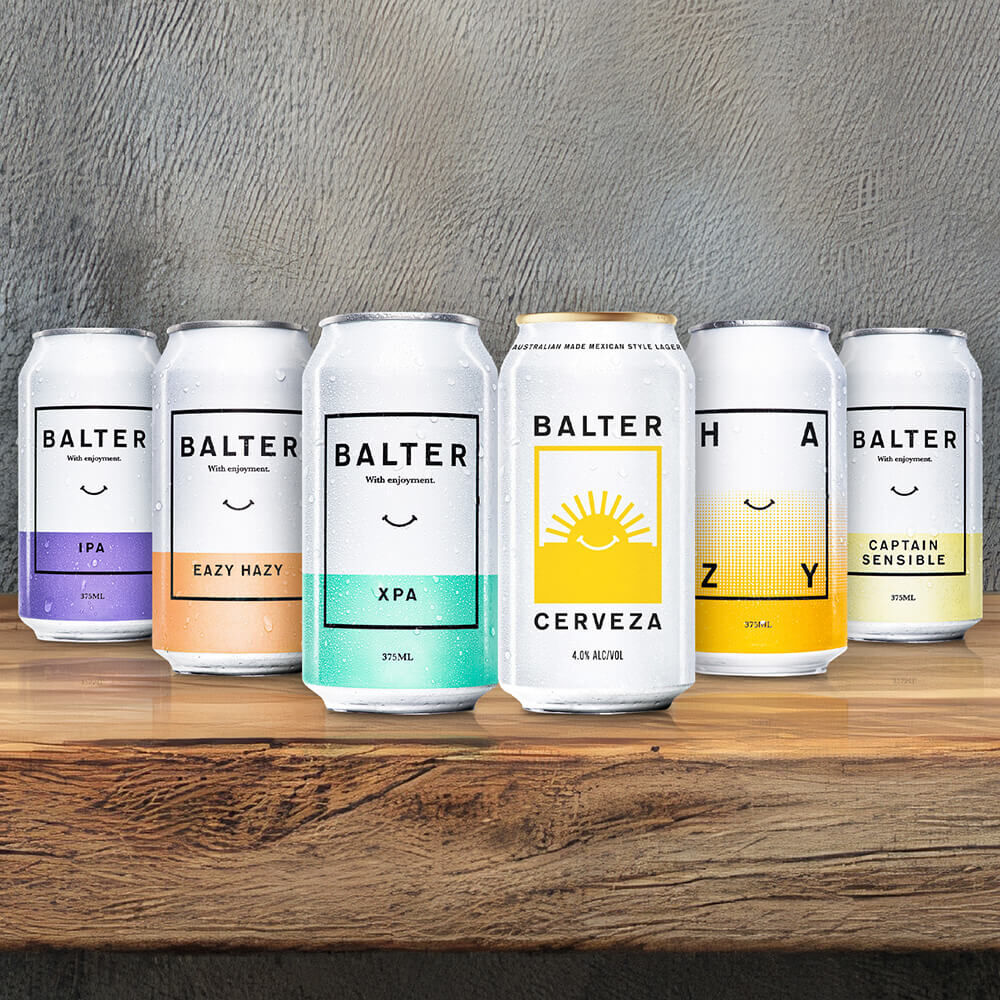 BALTER
With enjoyment.
IPA
375ML
BALTER
With enjoyment.
EAZY HAZY
BALTER
With enjoyment.
XPA
375ML
AUSTRALIAN MADE MEXICAN STYLE LAGER
BALTER
CERVEZA
4.0% ALC/VOL
H A
Z Y
375ML
BALTER
With enjoyment.
CAPTAIN
SENSIBLE
375ML